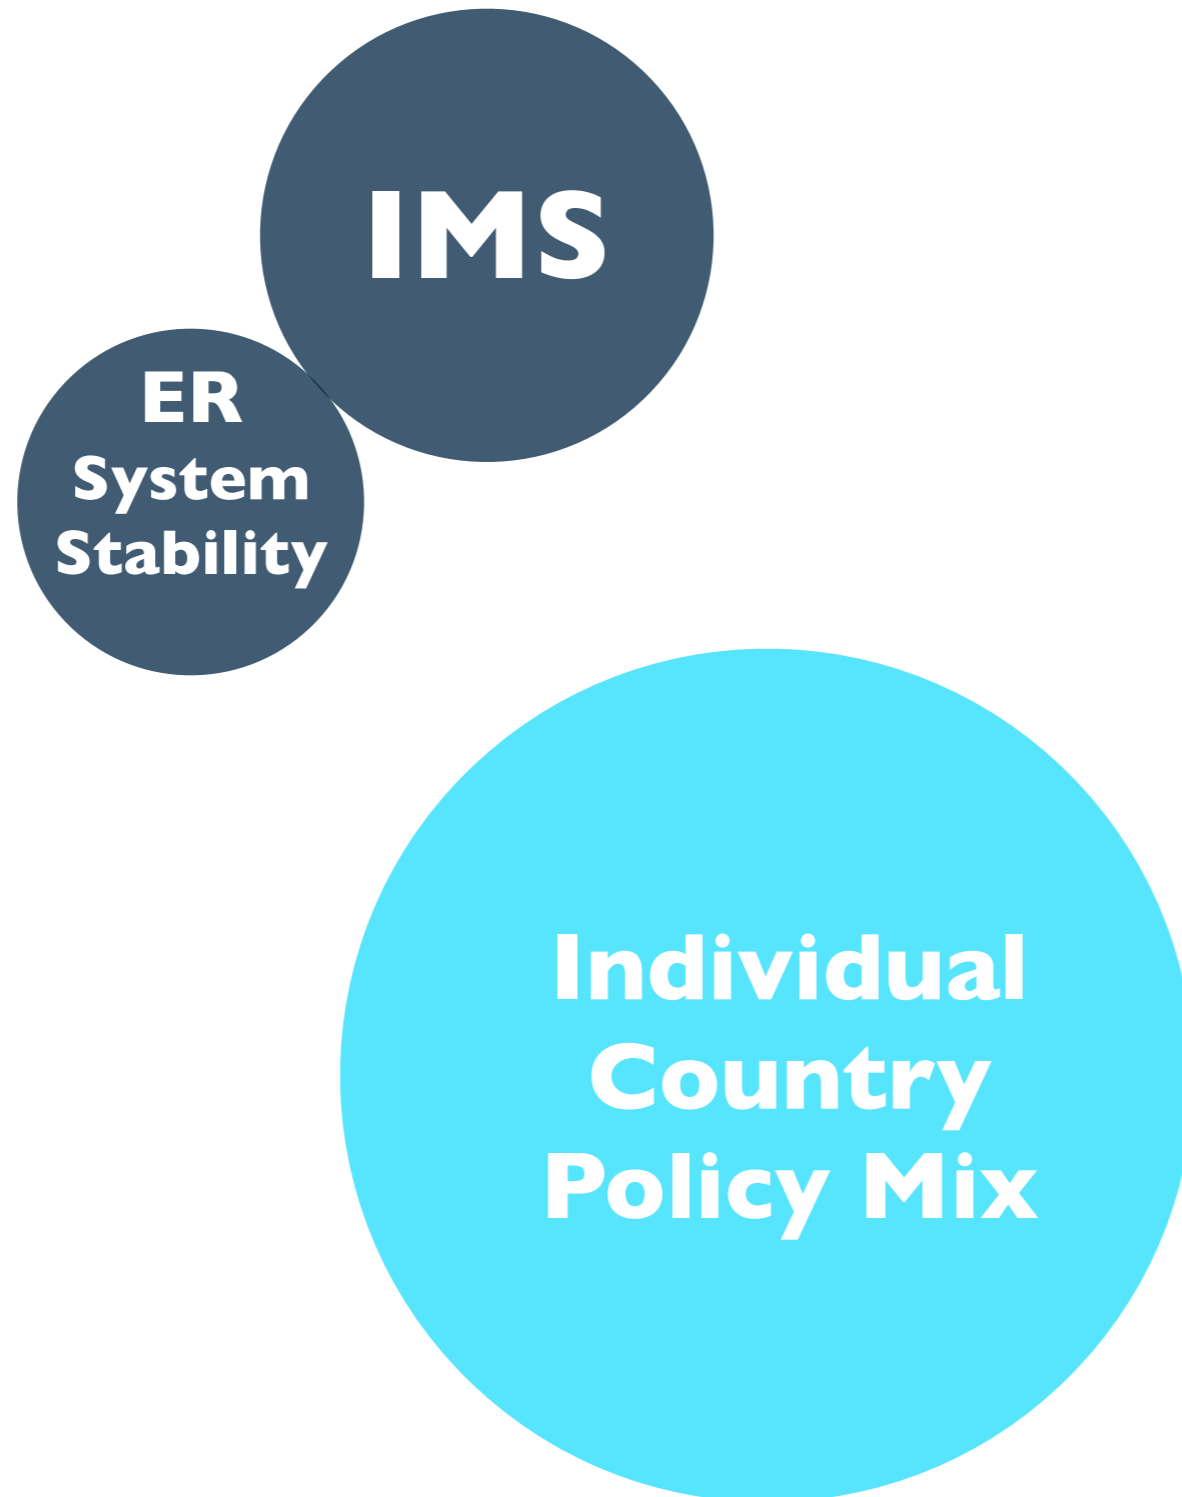 IMS
ER
System
Stability
Individual
Country
Policy Mix